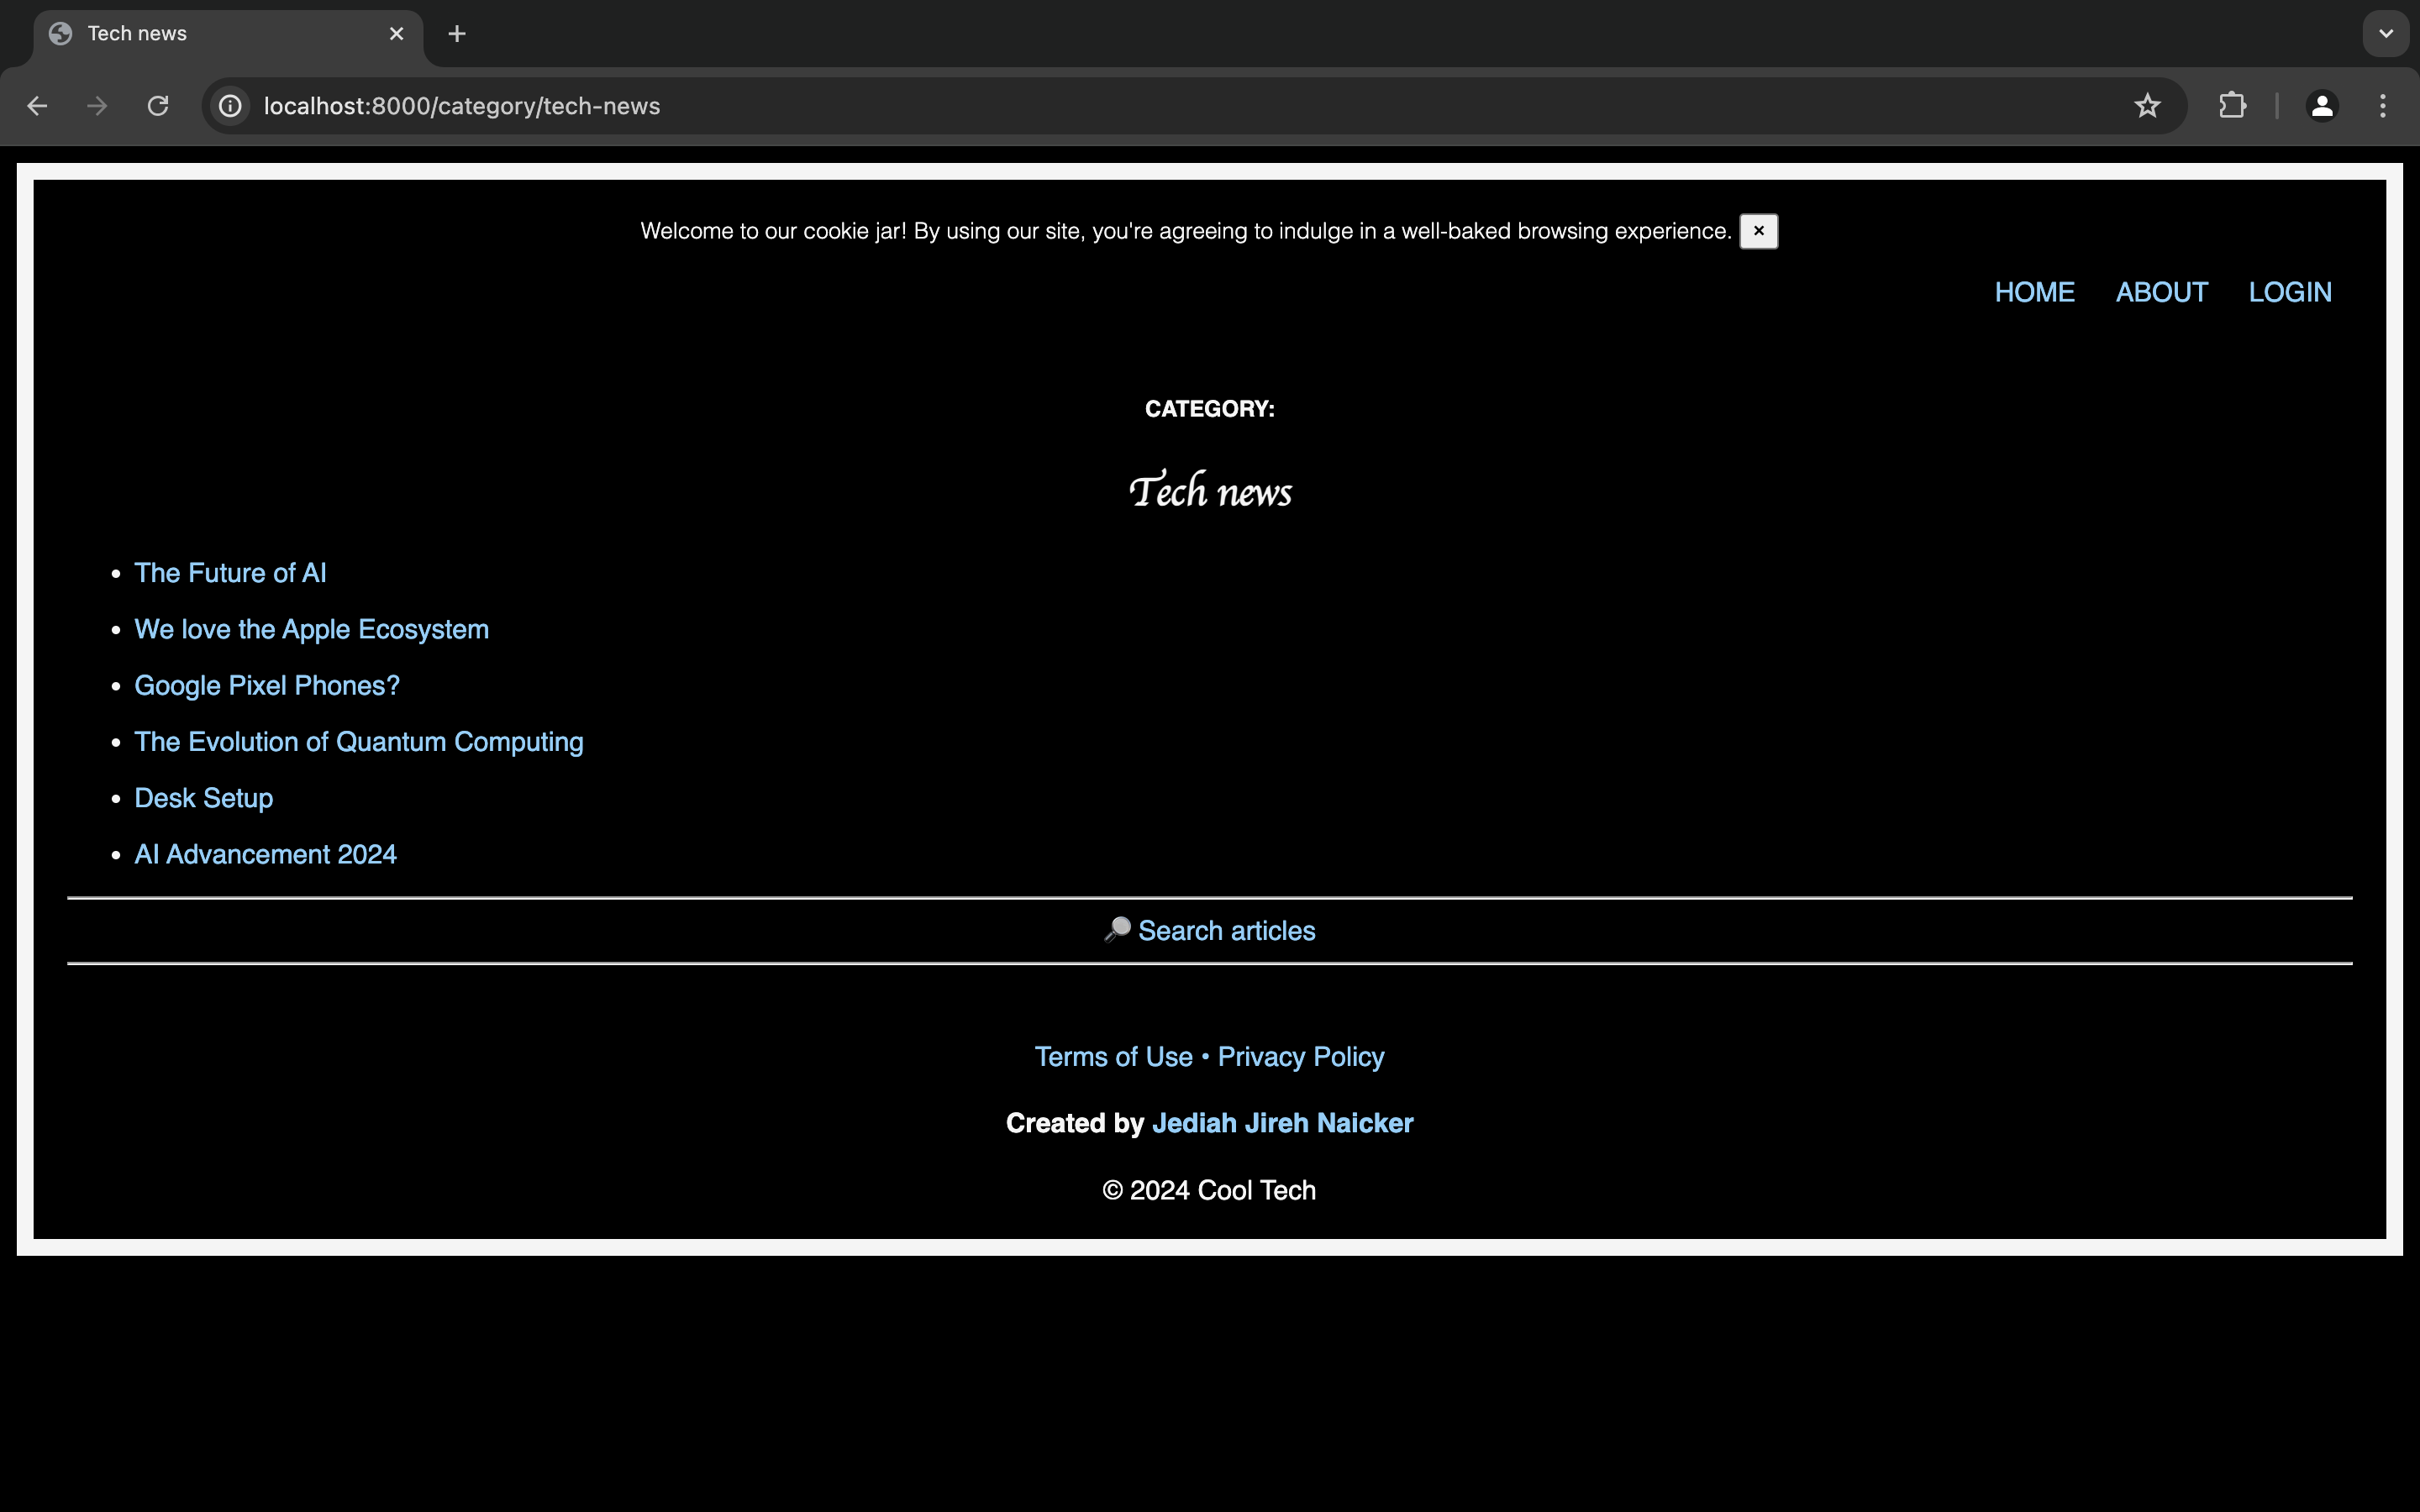 Tech news
localhost:8000/category/tech-news
Welcome to our cookie jar! By using our site, you're agreeing to indulge in a well-baked browsing experience. ×
HOME ABOUT LOGIN
CATEGORY:
Tech news
• The Future of AI
• We love the Apple Ecosystem
• Google Pixel Phones?
• The Evolution of Quantum Computing
• Desk Setup
• AI Advancement 2024
🔎 Search articles
Terms of Use • Privacy Policy
Created by Jediah Jireh Naicker
© 2024 Cool Tech